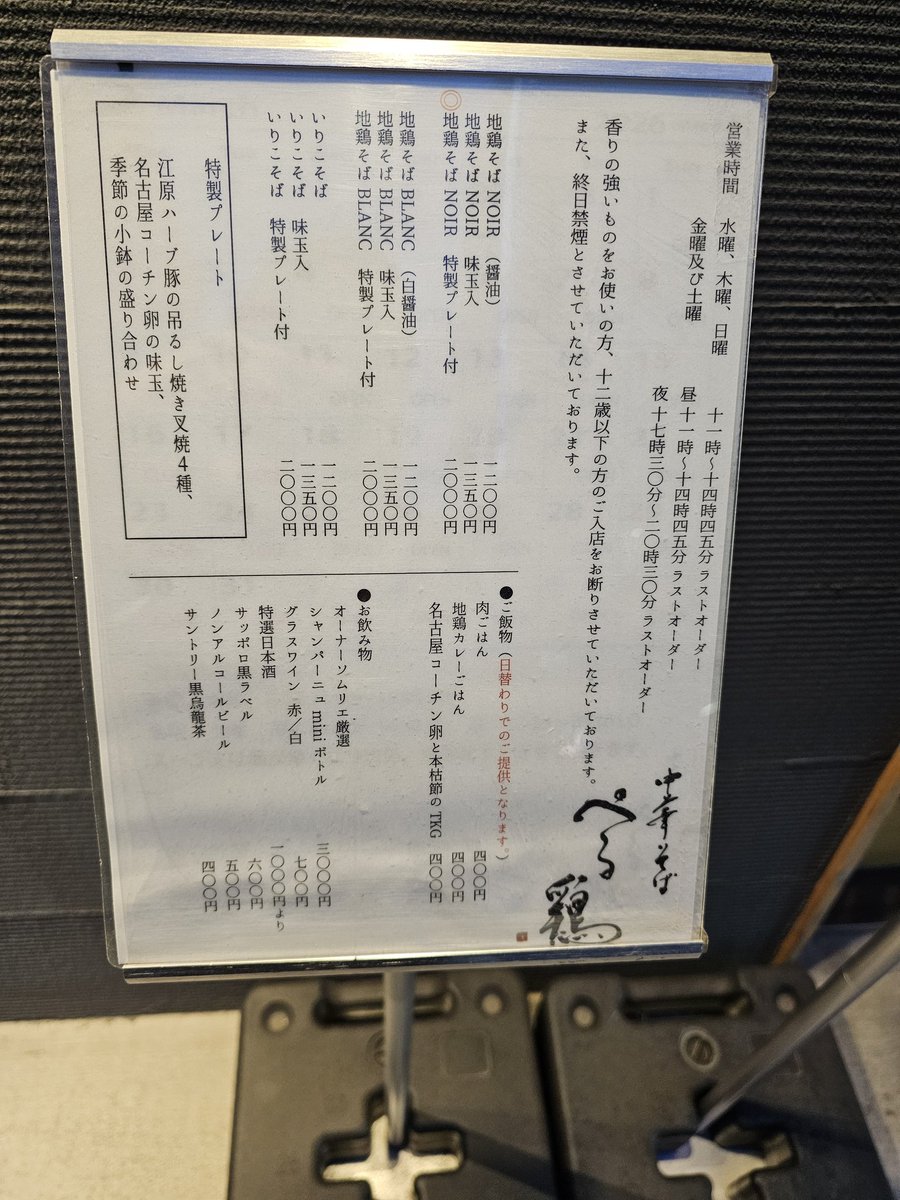 営業時間 水曜、木曜、日曜 十一時〜十四時四五分 ラストオーダー
金曜及び土曜 昼 十一時〜十四時四五分 ラストオーダー
夜 十七時三〇分〜二〇時三〇分 ラストオーダー
香りの強いものをお使いの方、十二歳以下の方のご入店をお断りさせていただいております。
また、終日禁煙とさせていただいております。
中華そば
ぺる鶏
地鶏そば NOIR (醤油) 一二〇〇円
地鶏そば NOIR 味玉入 一三五〇円
◎地鶏そば NOIR 特製プレート付 二〇〇〇円
地鶏そば BLANC (白醤油) 一二〇〇円
地鶏そば BLANC 味玉入 一三五〇円
地鶏そば BLANC 特製プレート付 二〇〇〇円
いりこそば 一二〇〇円
いりこそば 味玉入 一三五〇円
いりこそば 特製プレート付 二〇〇〇円
特製プレート
江原ハーブ豚の吊るし焼き叉焼4種、
名古屋コーチン卵の味玉、
季節の小鉢の盛り合わせ
●ご飯物(日替わりでのご提供となります。)
肉ごはん 四〇〇円
地鶏カレーごはん 四〇〇円
名古屋コーチン卵と本枯節のTKG 四〇〇円
●お飲み物
オーナーソムリエ厳選
シャンパーニュ mini ボトル 三〇〇〇円
グラスワイン 赤/白 七〇〇円
特選日本酒 一〇〇〇円より
サッポロ黒ラベル 六〇〇円
ノンアルコールビール 五〇〇円
サントリー黒烏龍茶 四〇〇円